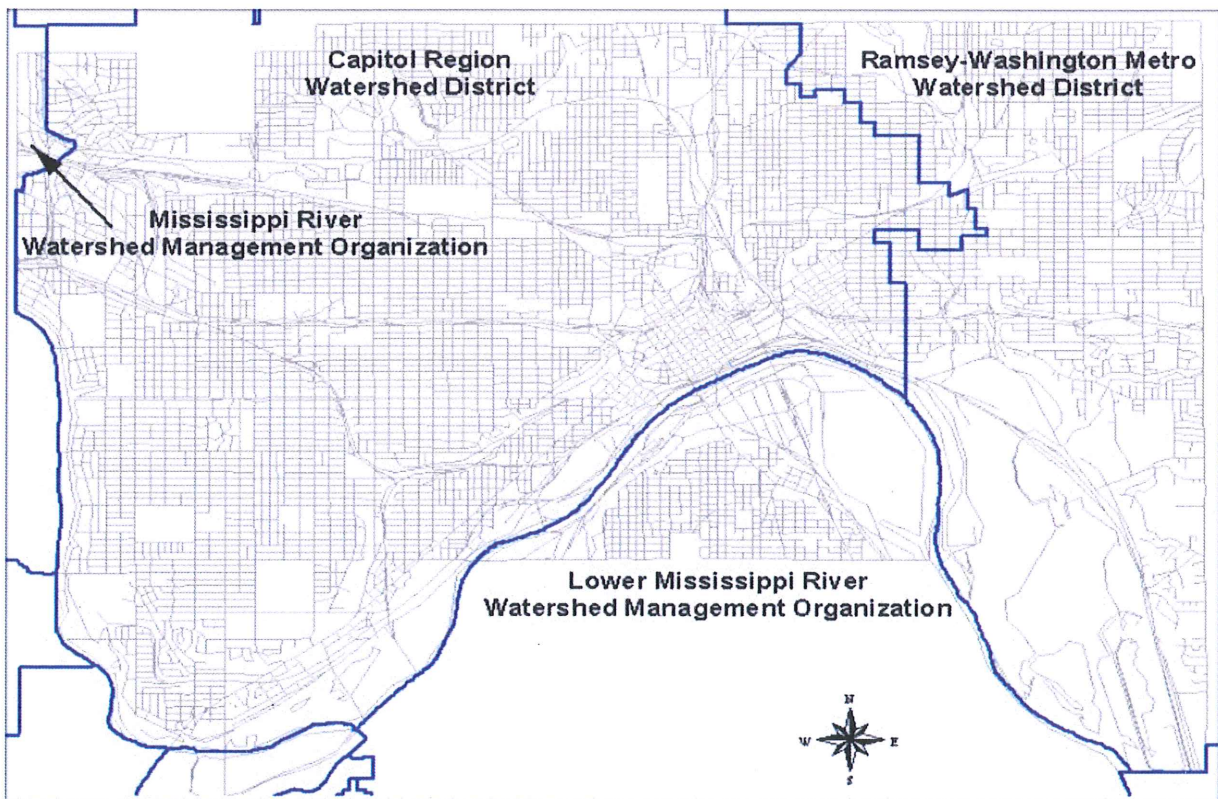 Capitol Region
Watershed District
Ramsey-Washington Metro
Watershed District
Mississippi River
Watershed Management Organization
Lower Mississippi River
Watershed Management Organization
N
W
E
S